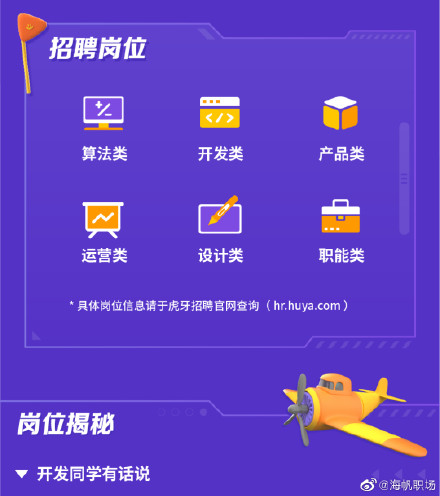 招聘岗位
算法类 开发类 产品类
运营类 设计类 职能类
* 具体岗位信息请于虎牙招聘官网查询（ hr.huya.com ）
岗位揭秘
开发同学有话说
@海帆职场